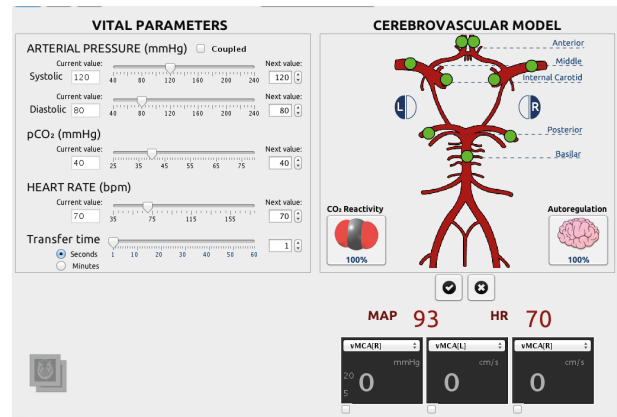 VITAL PARAMETERS
ARTERIAL PRESSURE (mmHg) Coupled
Current value: Next value:
Systolic 120 40 80 120 160 200 240 120
Current value: Next value:
Diastolic 80 40 80 120 160 200 240 80
pCO₂ (mmHg)
Current value: Next value:
40 25 35 45 55 65 75 40
HEART RATE (bpm)
Current value: Next value:
70 35 75 115 155 70
Transfer time 1
Seconds 1 10 20 30 40 50 60
Minutes
CEREBROVASCULAR MODEL
Anterior
Middle
Internal Carotid
L R
Posterior
Basilar
CO₂ Reactivity
100%
Autoregulation
100%
MAP 93 HR 70
vMCA[R] vMCA[L] vMCA[R]
mmHg cm/s cm/s
20
5
0 0 0